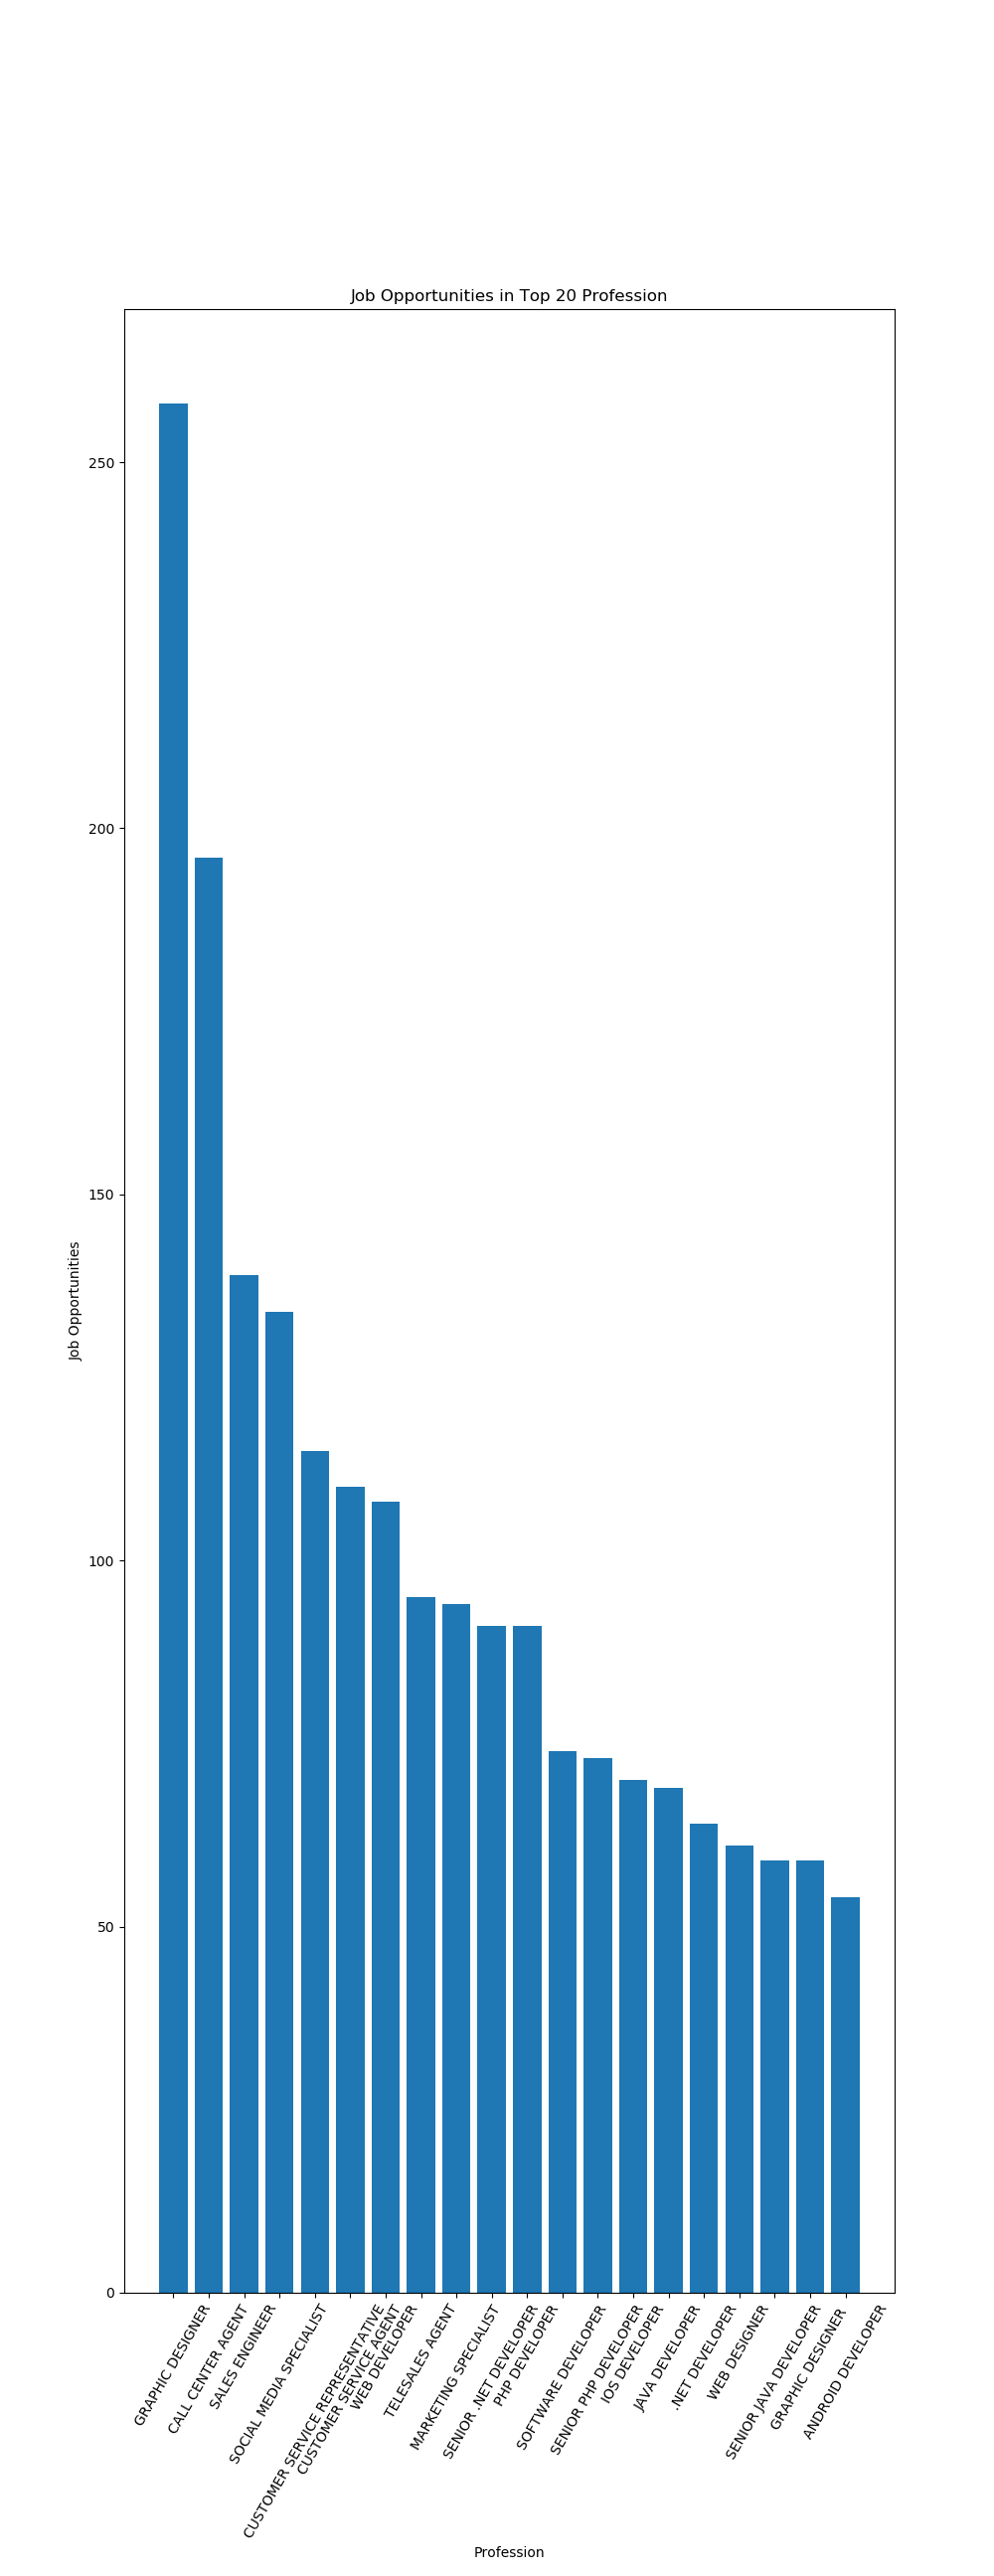 Job Opportunities in Top 20 Profession
250
200
150
100
50
0
Job Opportunities
GRAPHIC DESIGNER
CALL CENTER AGENT
SALES ENGINEER
SOCIAL MEDIA SPECIALIST
CUSTOMER SERVICE REPRESENTATIVE
CUSTOMER SERVICE AGENT
WEB DEVELOPER
TELESALES AGENT
MARKETING SPECIALIST
SENIOR .NET DEVELOPER
PHP DEVELOPER
SOFTWARE DEVELOPER
SENIOR PHP DEVELOPER
IOS DEVELOPER
JAVA DEVELOPER
.NET DEVELOPER
WEB DESIGNER
SENIOR JAVA DEVELOPER
GRAPHIC DESIGNER
ANDROID DEVELOPER
Profession